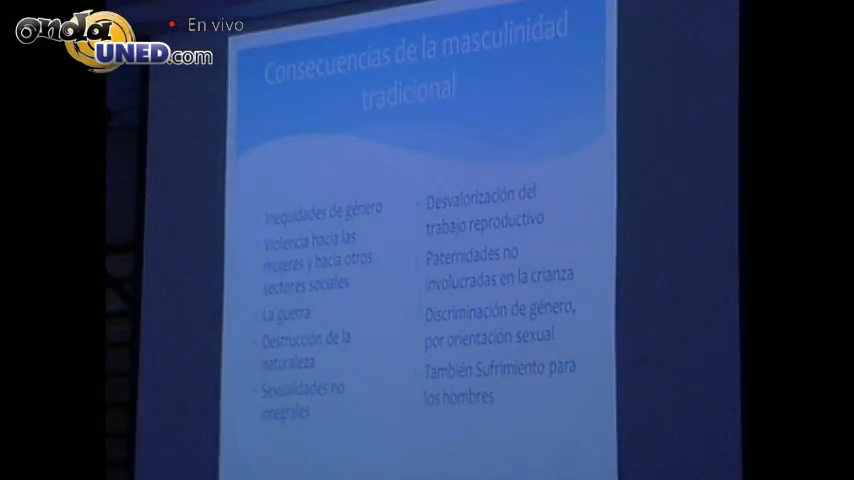 onda
UNED.com
• En vivo
Consecuencias de la masculinidad
tradicional
Inequidades de género
Violencia hacia las
mujeres y hacia otros
sectores sociales
La guerra
Destrucción de la
naturaleza
Sexualidades no
integrales
Desvalorización del
trabajo reproductivo
Paternidades no
involucradas en la crianza
Discriminación de género,
por orientación sexual
También Sufrimiento para
los hombres